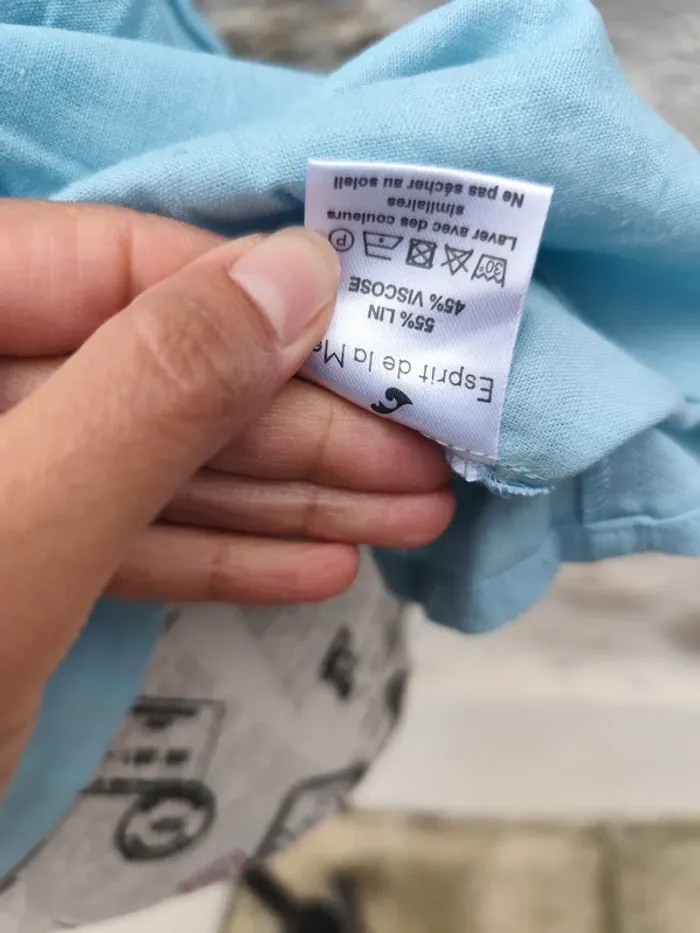 Esprit de la Me
55% LIN
45% VISCOSE
30° P
Laver avec des couleurs
similaires
Ne pas sécher au soleil